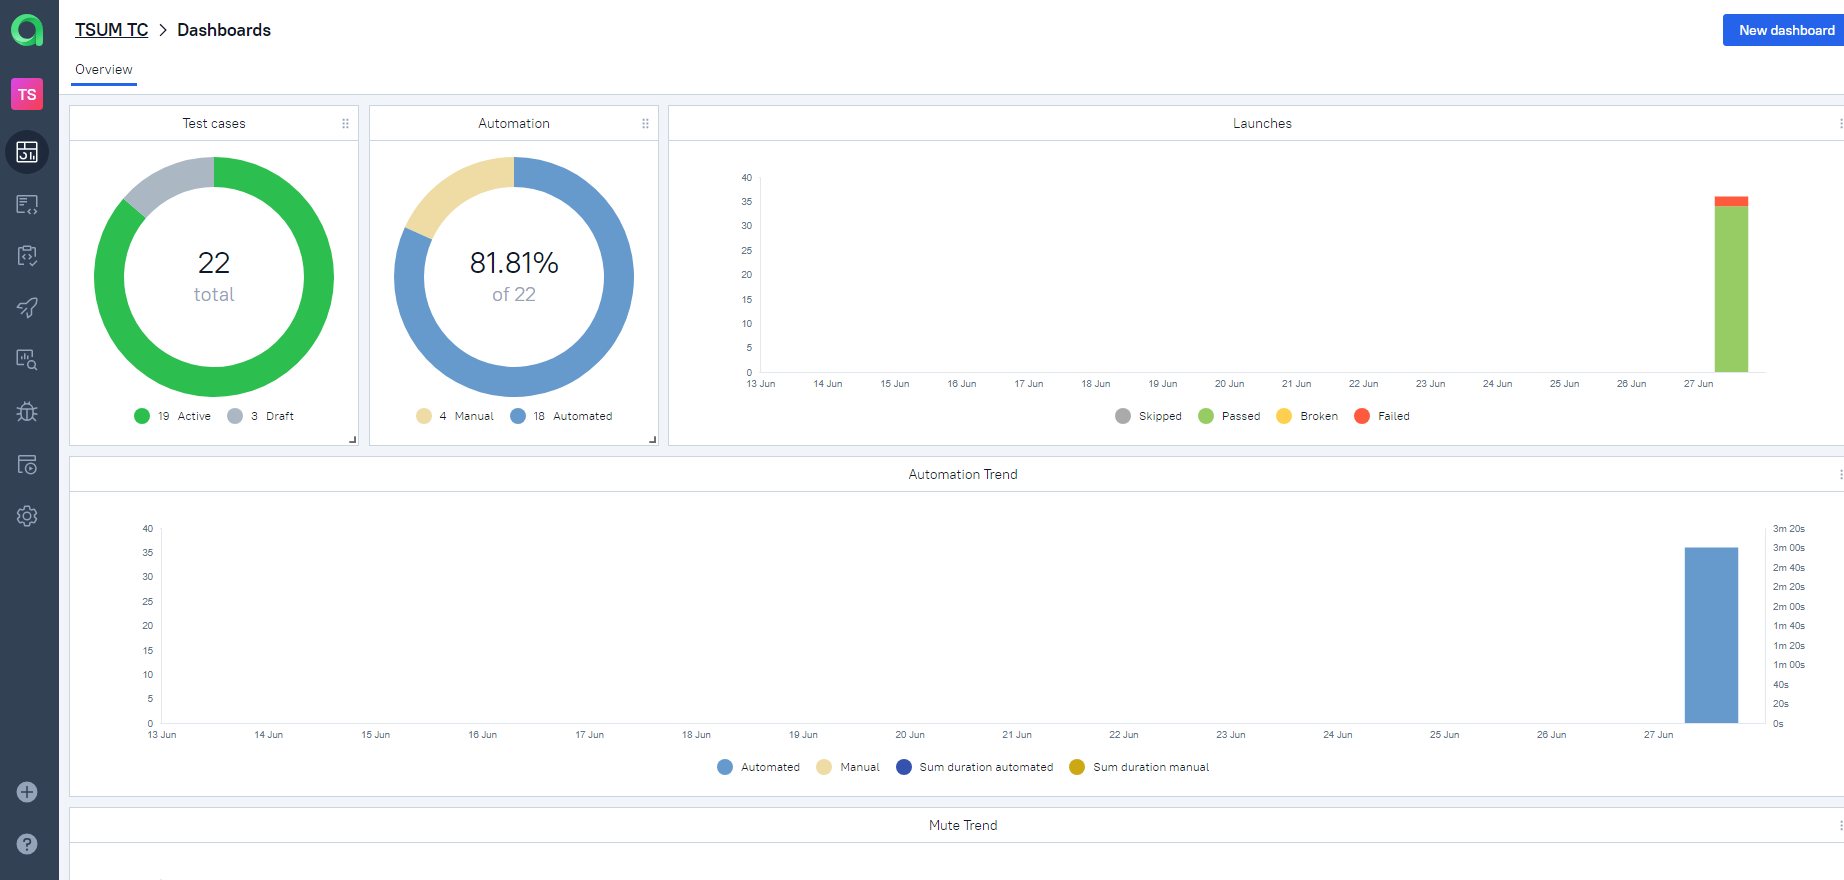 TSUM TC > Dashboards
New dashboard
Overview
TS
Test cases
22
total
19 Active 3 Draft
Automation
81.81%
of 22
4 Manual 18 Automated
Launches
40
35
30
25
20
15
10
5
0
13 Jun 14 Jun 15 Jun 16 Jun 17 Jun 18 Jun 19 Jun 20 Jun 21 Jun 22 Jun 23 Jun 24 Jun 25 Jun 26 Jun 27 Jun
Skipped Passed Broken Failed
Automation Trend
40
35
30
25
20
15
10
5
0
3m 20s
3m 00s
2m 40s
2m 20s
2m 00s
1m 40s
1m 20s
1m 00s
40s
20s
0s
13 Jun 14 Jun 15 Jun 16 Jun 17 Jun 18 Jun 19 Jun 20 Jun 21 Jun 22 Jun 23 Jun 24 Jun 25 Jun 26 Jun 27 Jun
Automated Manual Sum duration automated Sum duration manual
Mute Trend